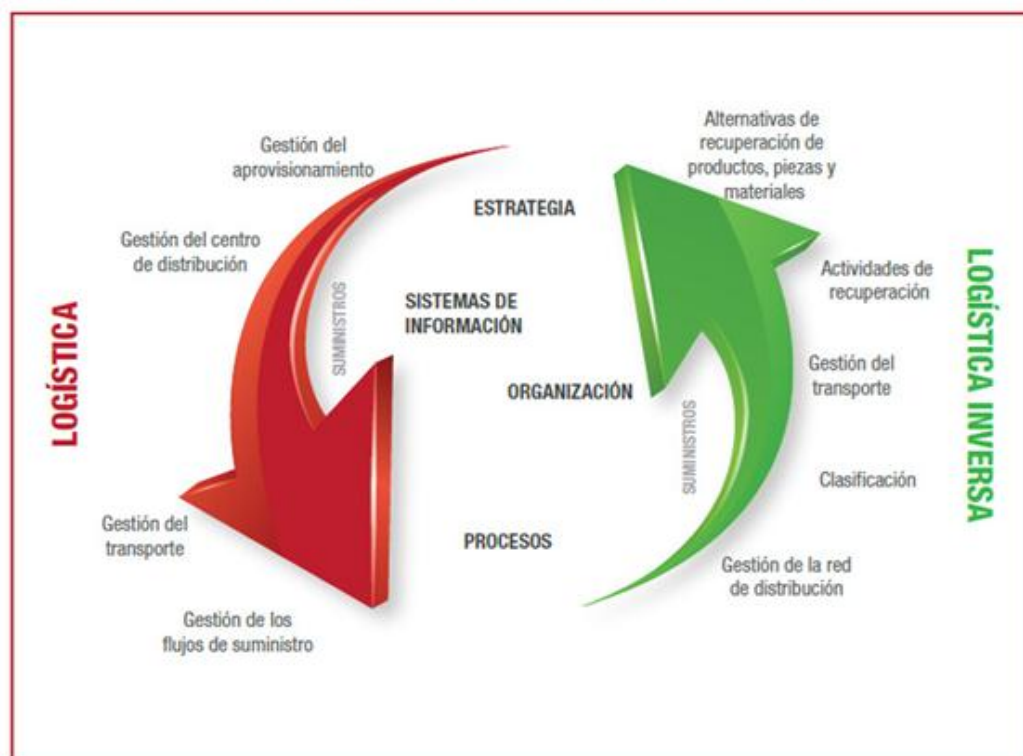 LOGÍSTICA
Gestión del
aprovisionamiento
Gestión del centro
de distribución
Gestión del
transporte
Gestión de los
flujos de suministro
SUMINISTROS
ESTRATEGIA
SISTEMAS DE
INFORMACIÓN
ORGANIZACIÓN
PROCESOS
SUMINISTROS
Alternativas de
recuperación de
productos, piezas y
materiales
Actividades de
recuperación
Gestión del
transporte
Clasificación
Gestión de la red
de distribución
LOGÍSTICA INVERSA